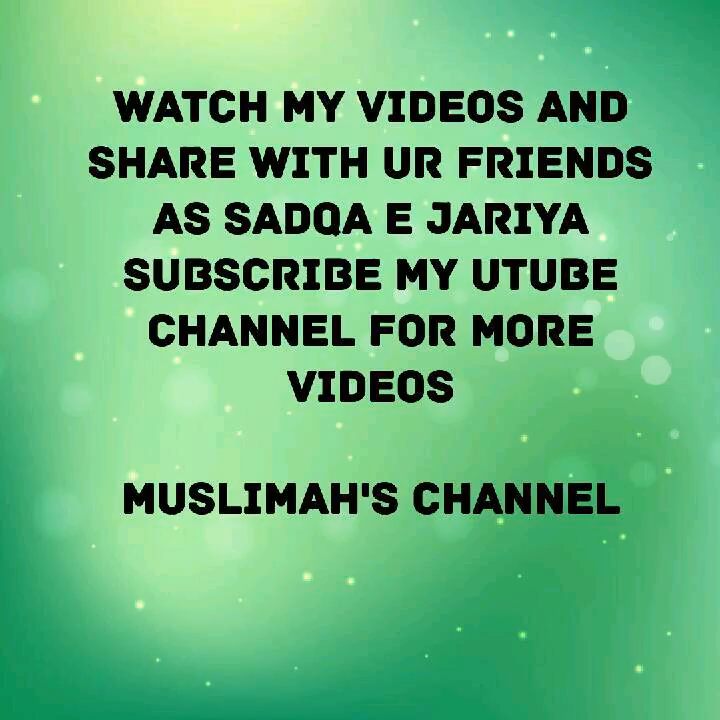 WATCH MY VIDEOS AND
SHARE WITH UR FRIENDS
AS SADQA E JARIYA
SUBSCRIBE MY UTUBE
CHANNEL FOR MORE
VIDEOS
MUSLIMAH'S CHANNEL